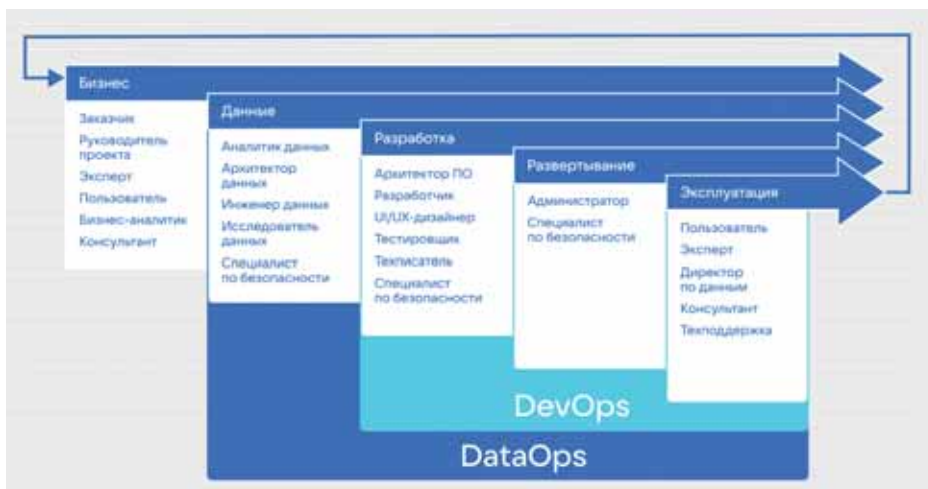 Бизнес
Заказчик
Руководитель
проекта
Эксперт
Пользователь
Бизнес-аналитик
Консультант
Данные
Аналитик данных
Архитектор
данных
Инженер данных
Исследователь
данных
Специалист
по безопасности
Разработка
Архитектор ПО
Разработчик
UI/UX-дизайнер
Тестировщик
Техписатель
Специалист
по безопасности
Развертывание
Администратор
Специалист
по безопасности
Эксплуатация
Пользователь
Эксперт
Директор
по данным
Консультант
Техподдержка
DevOps
DataOps